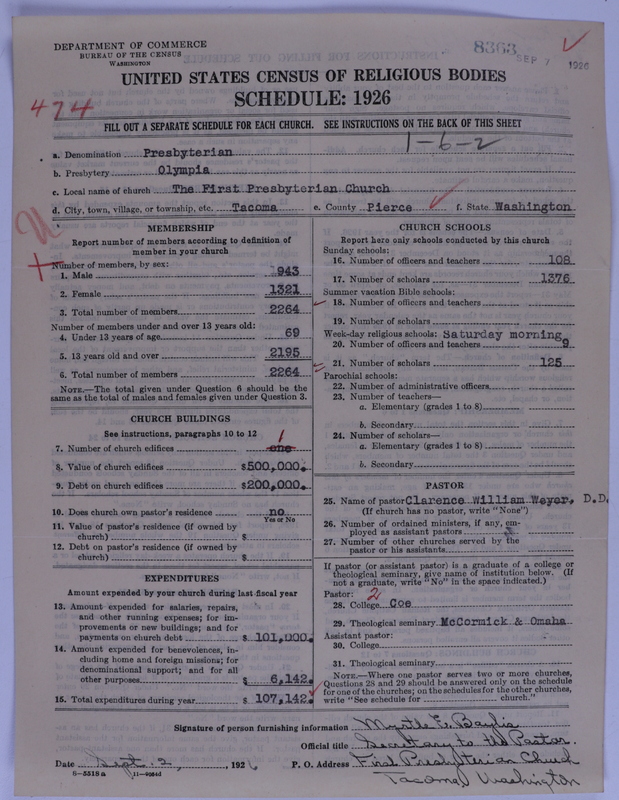 DEPARTMENT OF COMMERCE
BUREAU OF THE CENSUS
WASHINGTON
8363
SEP 7 1926
UNITED STATES CENSUS OF RELIGIOUS BODIES
SCHEDULE: 1926
474
FILL OUT A SEPARATE SCHEDULE FOR EACH CHURCH. SEE INSTRUCTIONS ON THE BACK OF THIS SHEET
1-6-2
a. Denomination Presbyterian
b. Presbytery Olympia
c. Local name of church The First Presbyterian Church
d. City, town, village, or township, etc. Tacoma e. County Pierce f. State Washington
MEMBERSHIP
Report number of members according to definition of
member in your church
Number of members, by sex:
1. Male 943
2. Female 1321
3. Total number of members 2264
Number of members under and over 13 years old:
4. Under 13 years of age 69
5. 13 years old and over 2195
6. Total number of members 2264
NOTE.—The total given under Question 6 should be the
same as the total of males and females given under Question 3.
CHURCH BUILDINGS
See instructions, paragraphs 10 to 12
1
7. Number of church edifices one
8. Value of church edifices $500,000.
9. Debt on church edifices $200,000.
10. Does church own pastor's residence no
Yes or No
11. Value of pastor's residence (if owned by
church) $
12. Debt on pastor's residence (if owned by
church) $
EXPENDITURES
Amount expended by your church during last fiscal year
13. Amount expended for salaries, repairs,
and other running expenses; for im-
provements or new buildings; and for
payments on church debt $ 101,000.
14. Amount expended for benevolences, in-
cluding home and foreign missions; for
denominational support; and for all
other purposes $ 6,142.
15. Total expenditures during year $ 107,142.
CHURCH SCHOOLS
Report here only schools conducted by this church
Sunday schools:
16. Number of officers and teachers 108
17. Number of scholars 1376
Summer vacation Bible schools:
18. Number of officers and teachers
19. Number of scholars
Week-day religious schools: Saturday morning
20. Number of officers and teachers 9
21. Number of scholars 125
Parochial schools:
22. Number of administrative officers
23. Number of teachers—
a. Elementary (grades 1 to 8)
b. Secondary
24. Number of scholars—
a. Elementary (grades 1 to 8)
b. Secondary
PASTOR
25. Name of pastor Clarence William Weyer, D.D.
(If church has no pastor, write "None")
26. Number of ordained ministers, if any, em-
ployed as assistant pastors
27. Number of other churches served by the
pastor or his assistants
If pastor (or assistant pastor) is a graduate of a college or
theological seminary, give name of institution below. (If
not a graduate, write "No" in the space indicated.)
Pastor: 2
28. College Coe
29. Theological seminary McCormick & Omaha
Assistant pastor:
30. College
31. Theological seminary
NOTE.—Where one pastor serves two or more churches,
Questions 28 and 29 should be answered only on the schedule
for one of the churches; on the schedules for the other churches,
write "See schedule for church."
Signature of person furnishing information Myrtle E.
Official title Secretary to the Pastor.
Date Sept. 2, 1926 P. O. Address First Presbyterian Church
Tacoma, Washington
8-5518 a 11-9084d